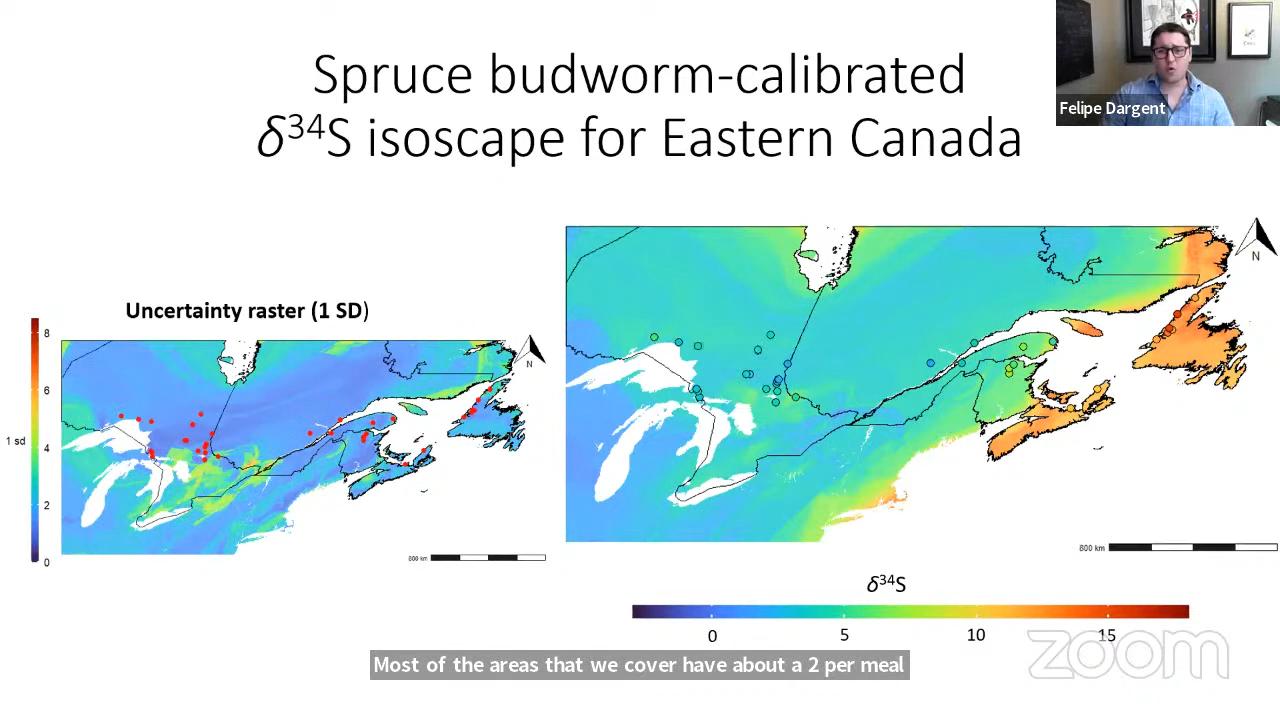 Spruce budworm-calibrated
δ³⁴S isoscape for Eastern Canada
Felipe Dargent
Uncertainty raster (1 SD)
N
N
8
6
1 sd
4
2
0
800 km
800 km
δ³⁴S
0 5 10 15
zoom
Most of the areas that we cover have about a 2 per meal